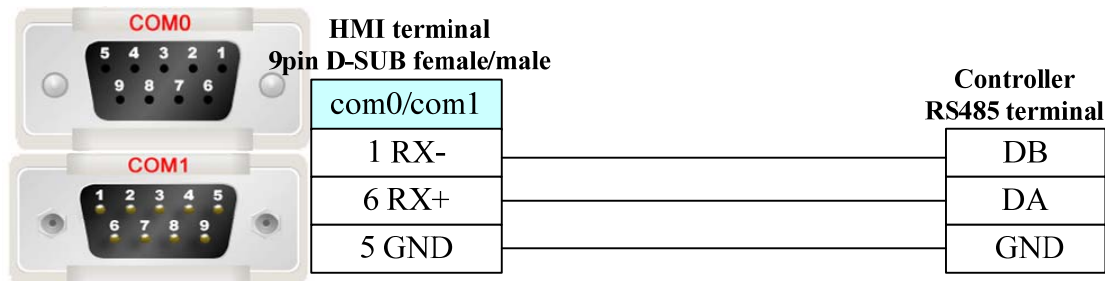 COM0
5 4 3 2 1
9 8 7 6
COM1
1 2 3 4 5
6 7 8 9
HMI terminal
9pin D-SUB female/male
com0/com1
1 RX-
6 RX+
5 GND
Controller
RS485 terminal
DB
DA
GND